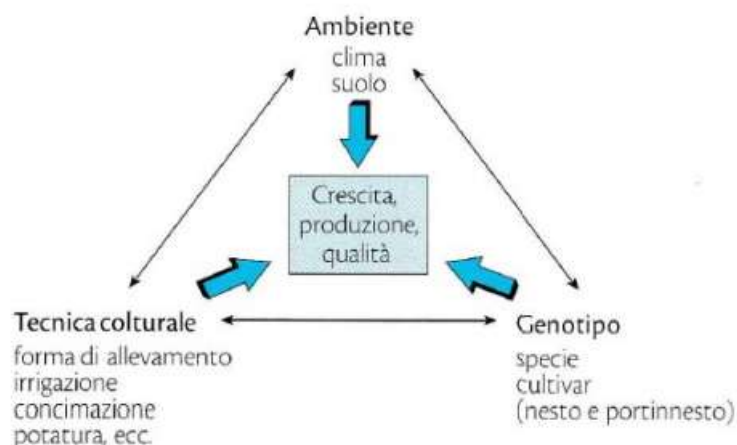 Ambiente
clima
suolo
Crescita,
produzione,
qualità
Tecnica colturale
forma di allevamento
irrigazione
concimazione
potatura, ecc.
Genotipo
specie
cultivar
(nesto e portinnesto)